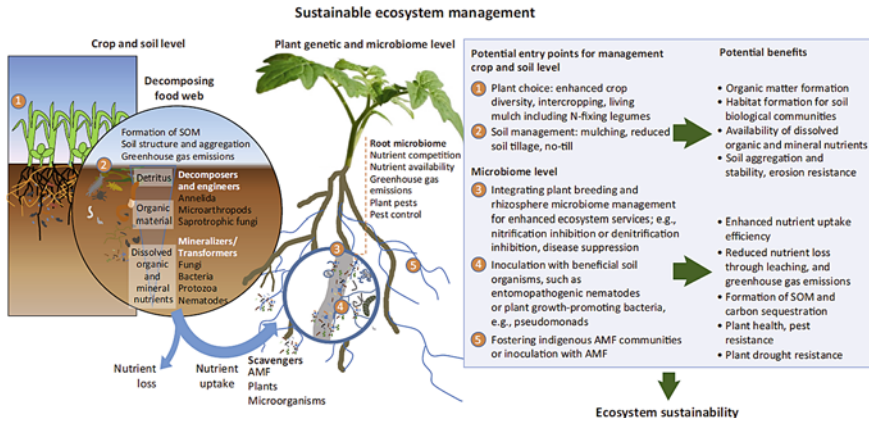 Sustainable ecosystem management
Crop and soil level
Plant genetic and microbiome level
Decomposing
food web
Formation of SOM
Soil structure and aggregation
Greenhouse gas emissions
1
2
Detritus
Organic
material
Dissolved
organic
and
mineral
nutrients
Decomposers
and engineers
Annelida
Microarthropods
Saprotrophic fungi
Mineralizers/
Transformers
Fungi
Bacteria
Protozoa
Nematodes
Nutrient
loss
Nutrient
uptake
Scavengers
AMF
Plants
Microorganisms
Root microbiome
Nutrient competition
Nutrient availability
Greenhouse gas
emissions
Plant pests
Pest control
3
4
5
Potential entry points for management
crop and soil level
1 Plant choice: enhanced crop
diversity, intercropping, living
mulch including N-fixing legumes
2 Soil management: mulching, reduced
soil tillage, no-till
Microbiome level
3 Integrating plant breeding and
rhizosphere microbiome management
for enhanced ecosystem services; e.g.,
nitrification inhibition or denitrification
inhibition, disease suppression
4 Inoculation with beneficial soil
organisms, such as
entomopathogenic nematodes
or plant growth-promoting bacteria,
e.g., pseudomonads
5 Fostering indigenous AMF communities
or inoculation with AMF
Potential benefits
• Organic matter formation
• Habitat formation for soil
biological communities
• Availability of dissolved
organic and mineral nutrients
• Soil aggregation and
stability, erosion resistance
• Enhanced nutrient uptake
efficiency
• Reduced nutrient loss
through leaching, and
greenhouse gas emissions
• Formation of SOM and
carbon sequestration
• Plant health, pest
resistance
• Plant drought resistance
Ecosystem sustainability